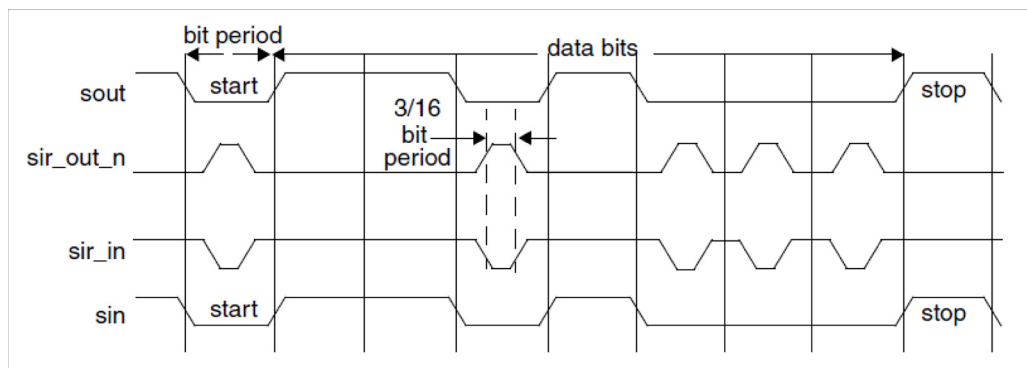 bit period
data bits
sout
start
stop
3/16
bit
period
sir_out_n
sir_in
sin
start
stop